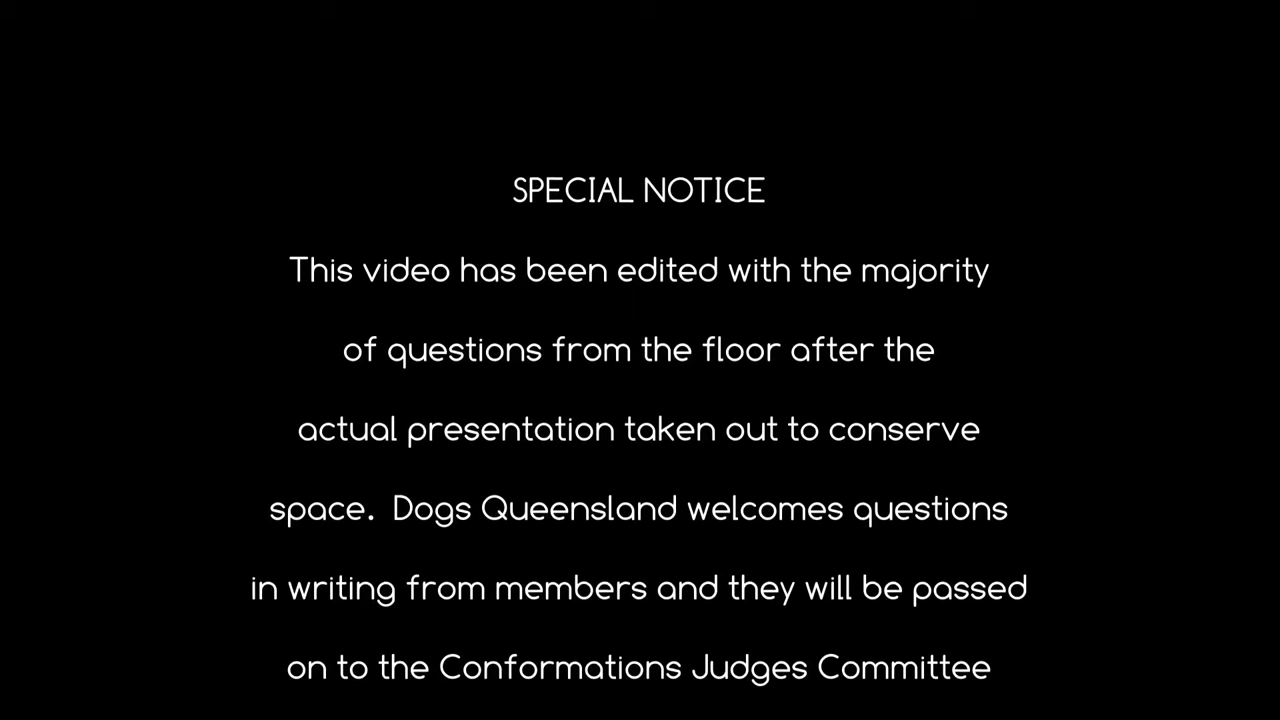 SPECIAL NOTICE
This video has been edited with the majority
of questions from the floor after the
actual presentation taken out to conserve
space.  Dogs Queensland welcomes questions
in writing from members and they will be passed
on to the Conformations Judges Committee